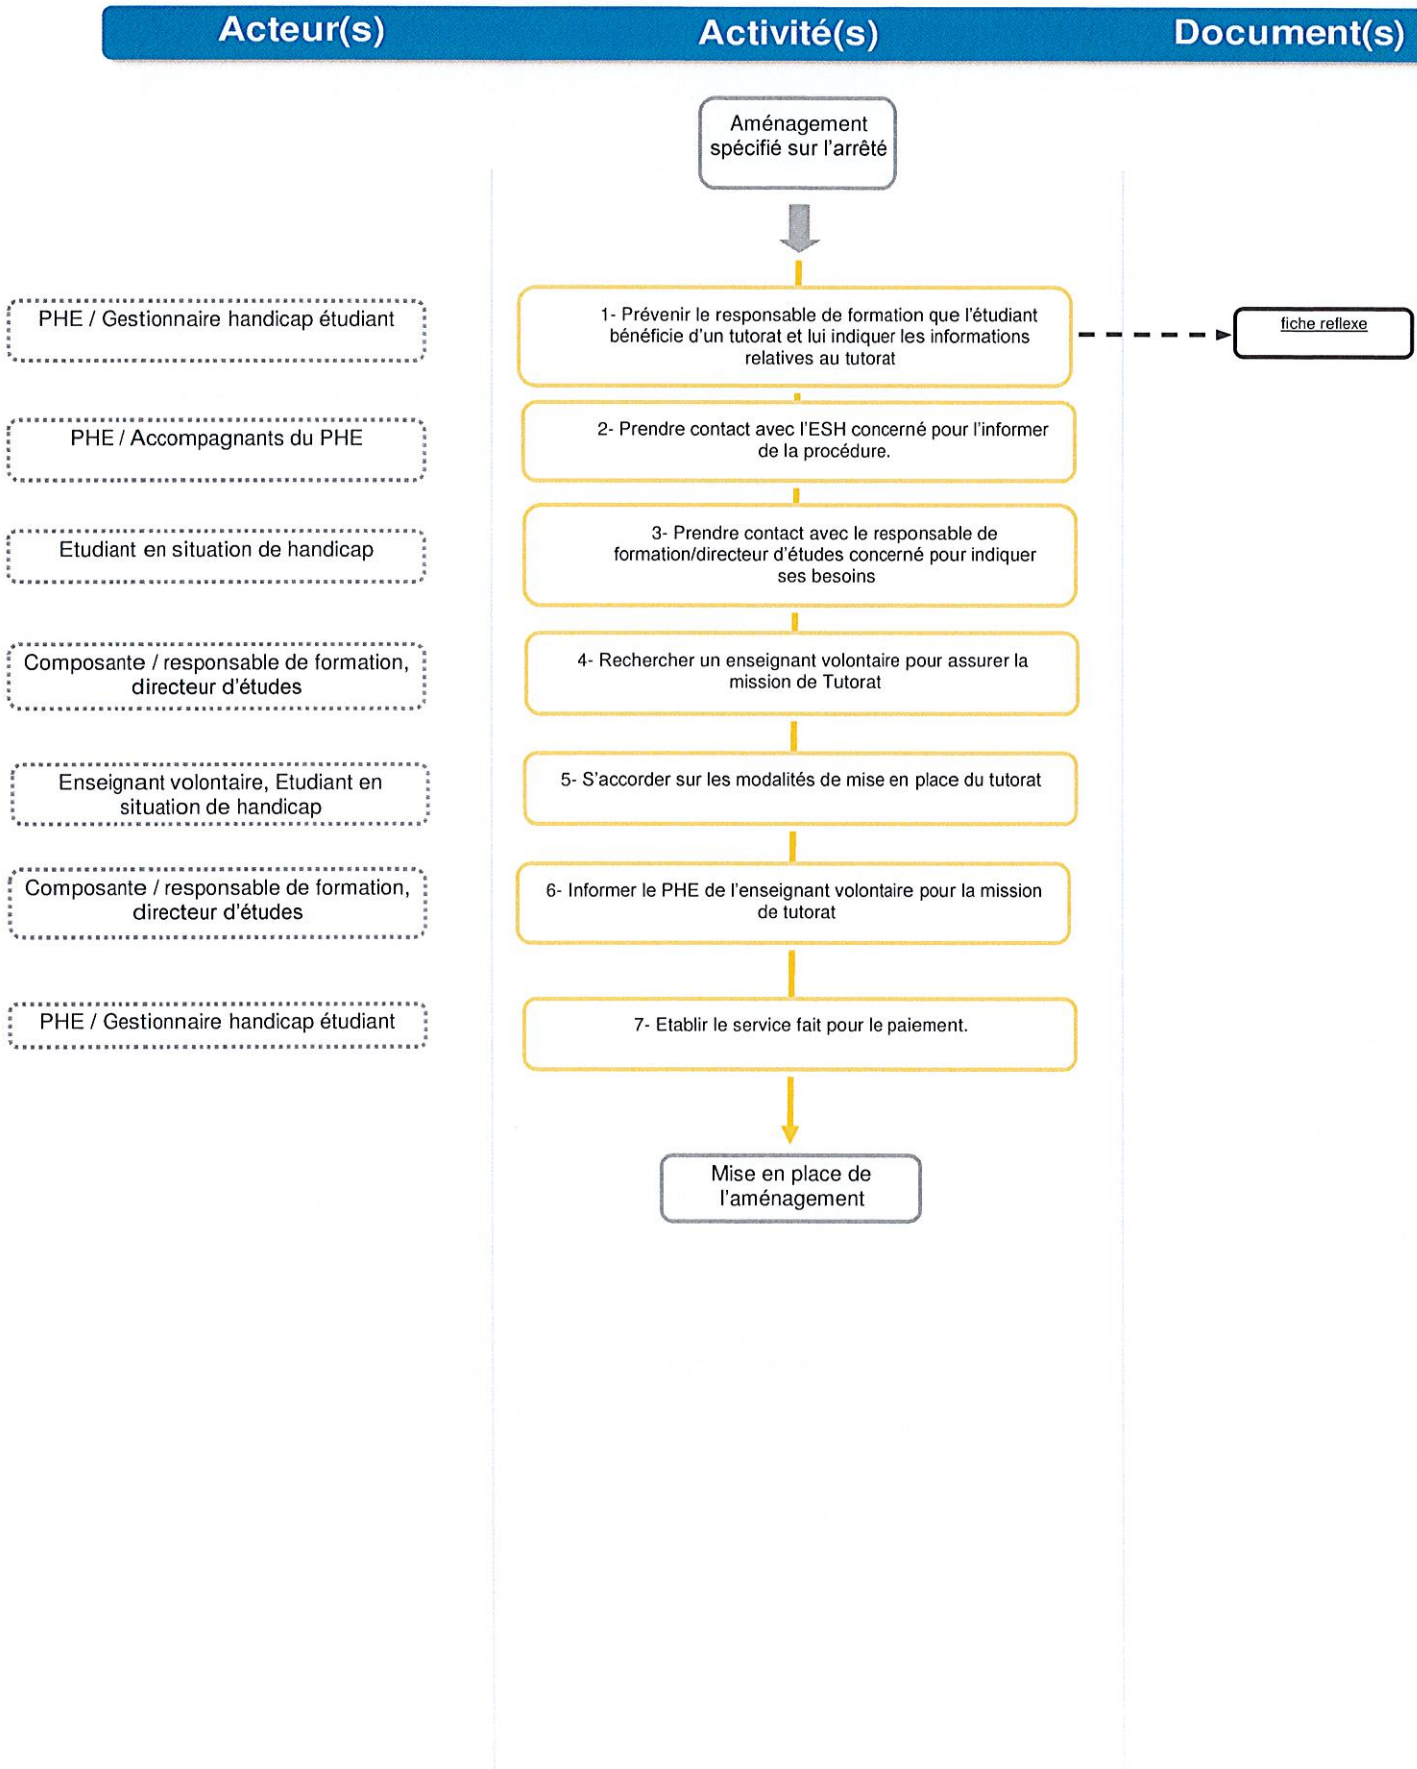 Acteur(s) Activité(s) Document(s)
Aménagement
spécifié sur l'arrêté
PHE / Gestionnaire handicap étudiant
1- Prévenir le responsable de formation que l'étudiant
bénéficie d'un tutorat et lui indiquer les informations
relatives au tutorat
fiche reflexe
PHE / Accompagnants du PHE
2- Prendre contact avec l'ESH concerné pour l'informer
de la procédure.
Etudiant en situation de handicap
3- Prendre contact avec le responsable de
formation/directeur d'études concerné pour indiquer
ses besoins
Composante / responsable de formation,
directeur d'études
4- Rechercher un enseignant volontaire pour assurer la
mission de Tutorat
Enseignant volontaire, Etudiant en
situation de handicap
5- S'accorder sur les modalités de mise en place du tutorat
Composante / responsable de formation,
directeur d'études
6- Informer le PHE de l'enseignant volontaire pour la mission
de tutorat
PHE / Gestionnaire handicap étudiant
7- Etablir le service fait pour le paiement.
Mise en place de
l'aménagement